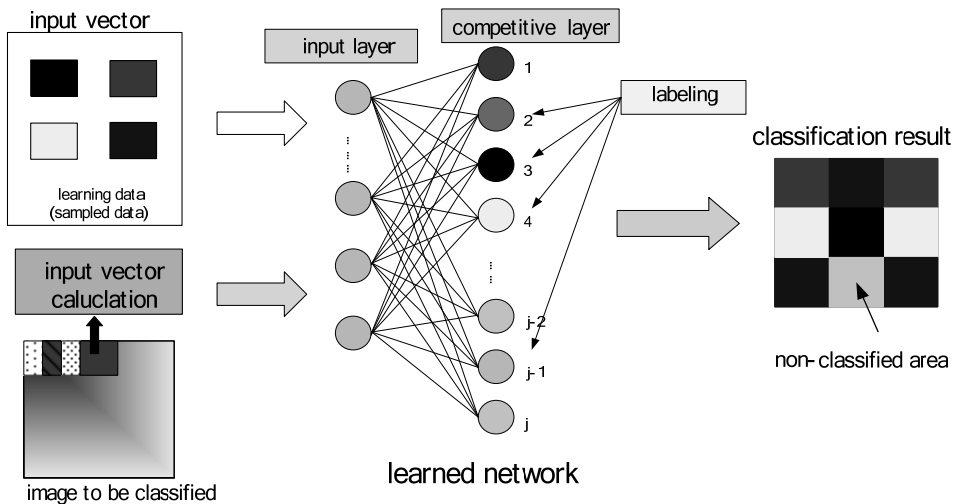 input vector
learning data
(sampled data)
input vector
caluclation
image to be classified
input layer
competitive layer
1
2
3
4
j-2
j-1
j
labeling
learned network
classification result
non-classified area